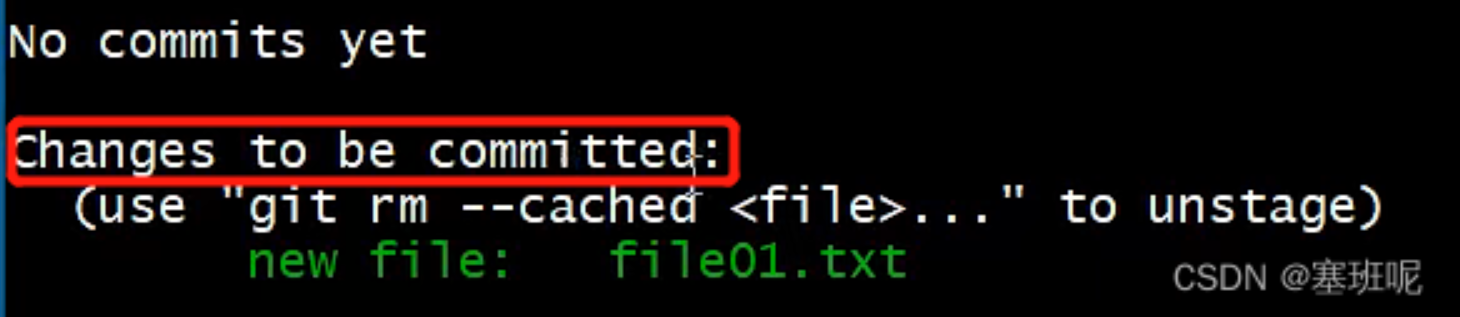 No commits yet
Changes to be committed:
(use "git rm --cached <file>..." to unstage)
new file: file01.txt
CSDN @塞班呢